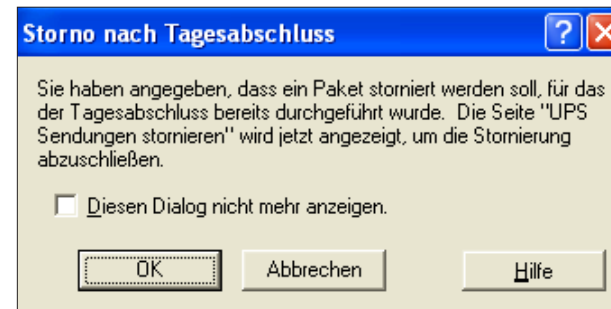 Storno nach Tagesabschluss
Sie haben angegeben, dass ein Paket storniert werden soll, für das
der Tagesabschluss bereits durchgeführt wurde. Die Seite "UPS
Sendungen stornieren" wird jetzt angezeigt, um die Stornierung
abzuschließen.
Diesen Dialog nicht mehr anzeigen.
OK
Abbrechen
Hilfe